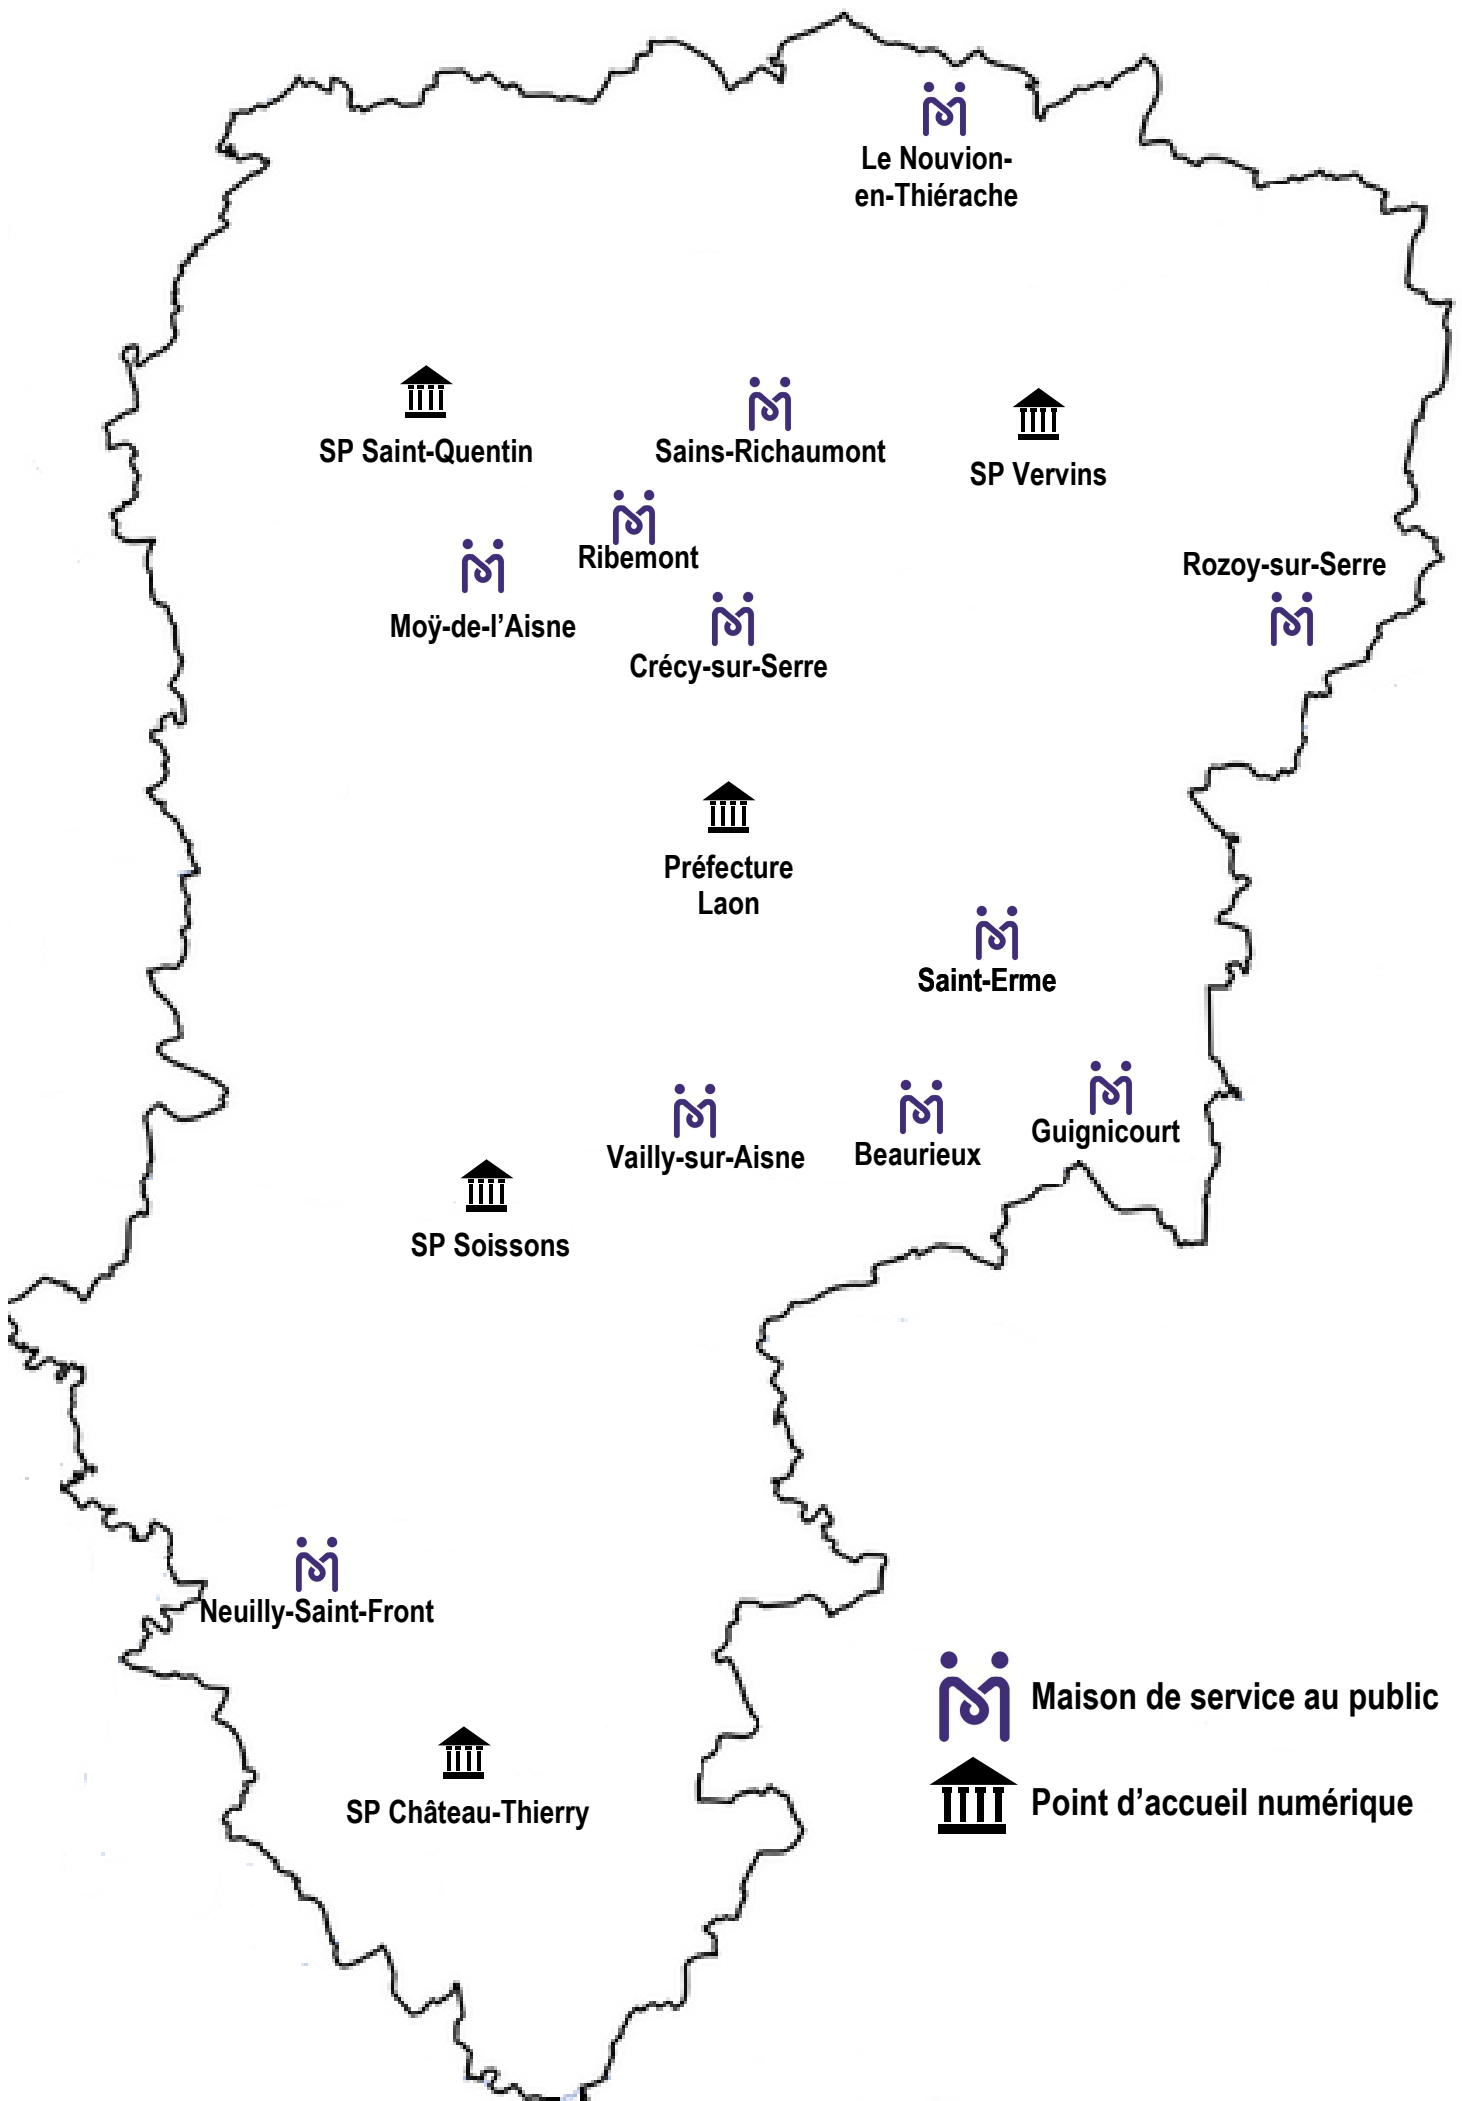 Le Nouvion-
en-Thiérache
SP Saint-Quentin
Sains-Richaumont
SP Vervins
Ribemont
Rozoy-sur-Serre
Moÿ-de-l’Aisne
Crécy-sur-Serre
Préfecture
Laon
Saint-Erme
Guignicourt
Vailly-sur-Aisne
Beaurieux
SP Soissons
Neuilly-Saint-Front
Maison de service au public
SP Château-Thierry
Point d’accueil numérique